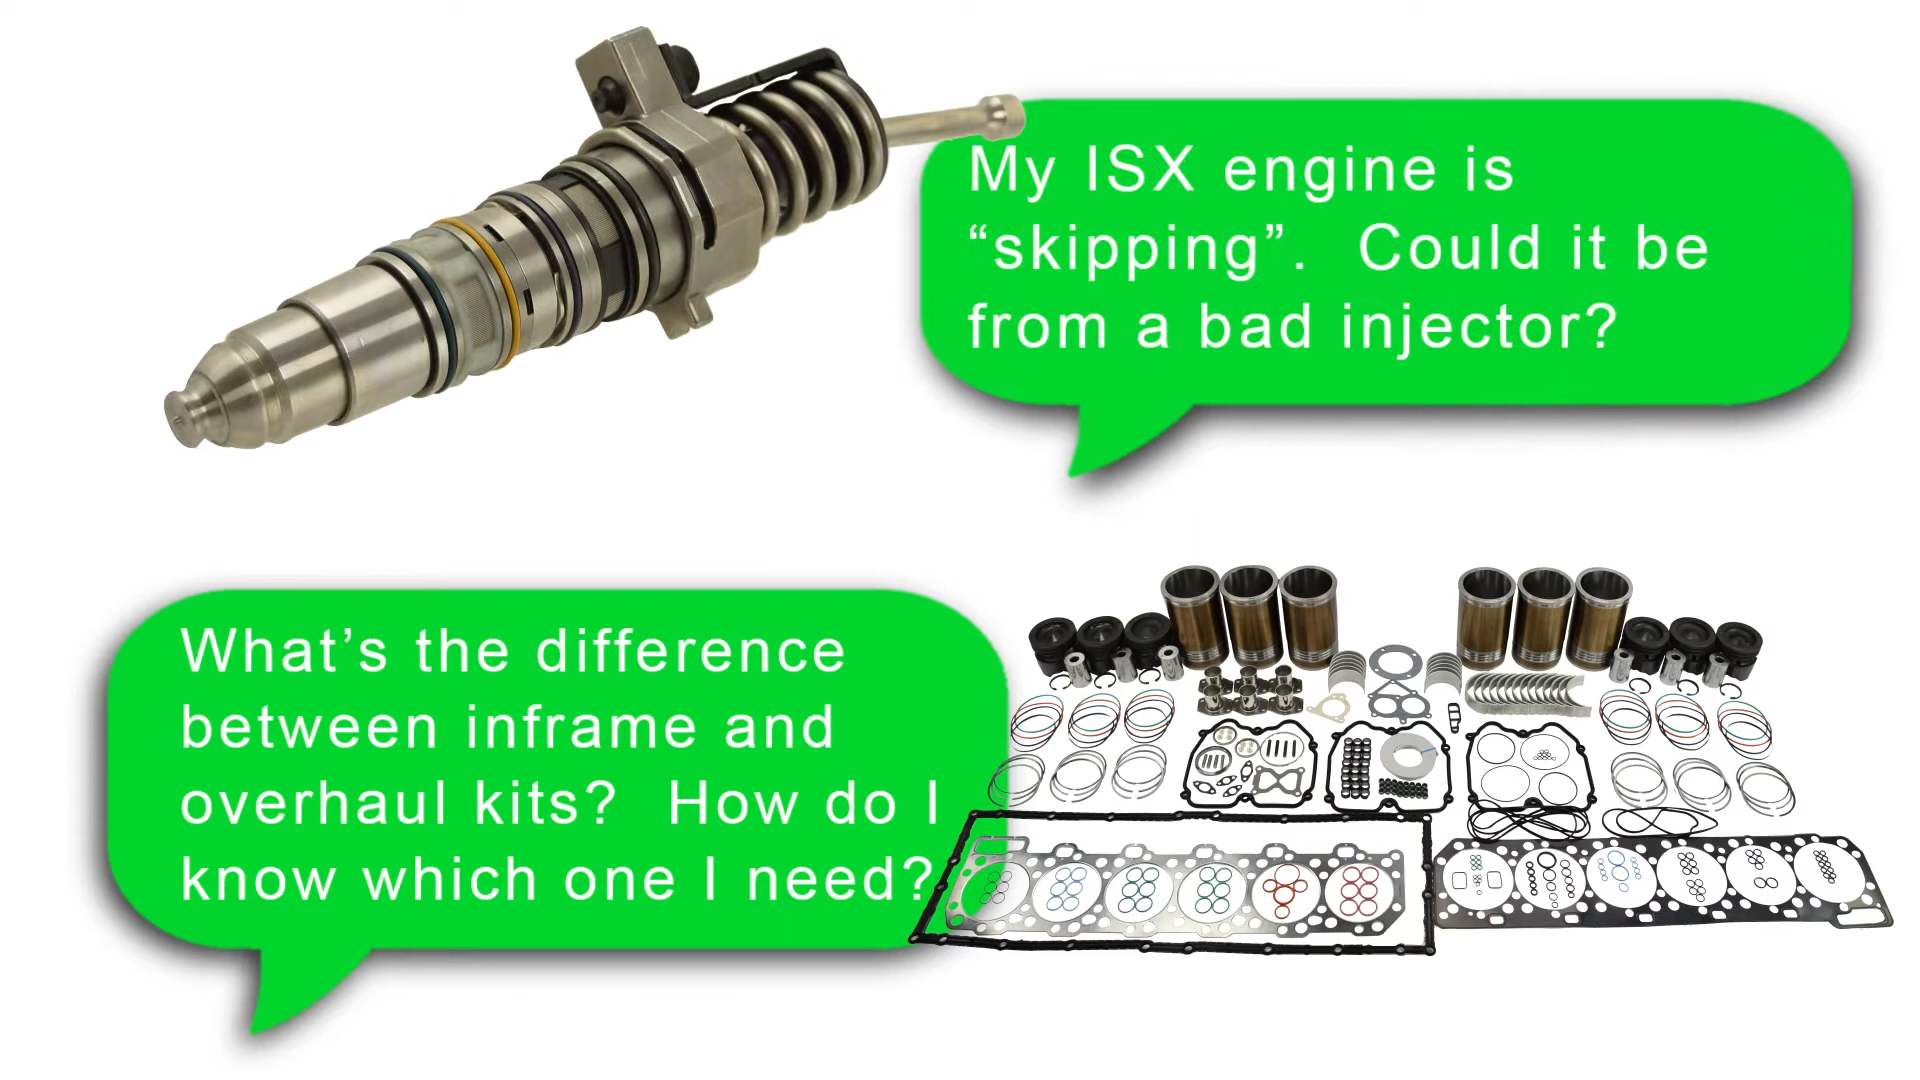 My ISX engine is
“skipping”.  Could it be
from a bad injector?
What’s the difference
between inframe and
overhaul kits?  How do I
know which one I need?